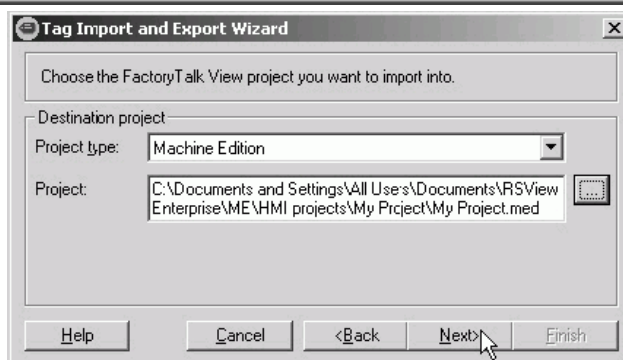 Tag Import and Export Wizard
Choose the FactoryTalk View project you want to import into.
Destination project
Project type: Machine Edition
Project: C:\Documents and Settings\All Users\Documents\RSView
Enterprise\ME\HMI projects\My Project\My Project.med
...
Help Cancel <Back Next> Finish